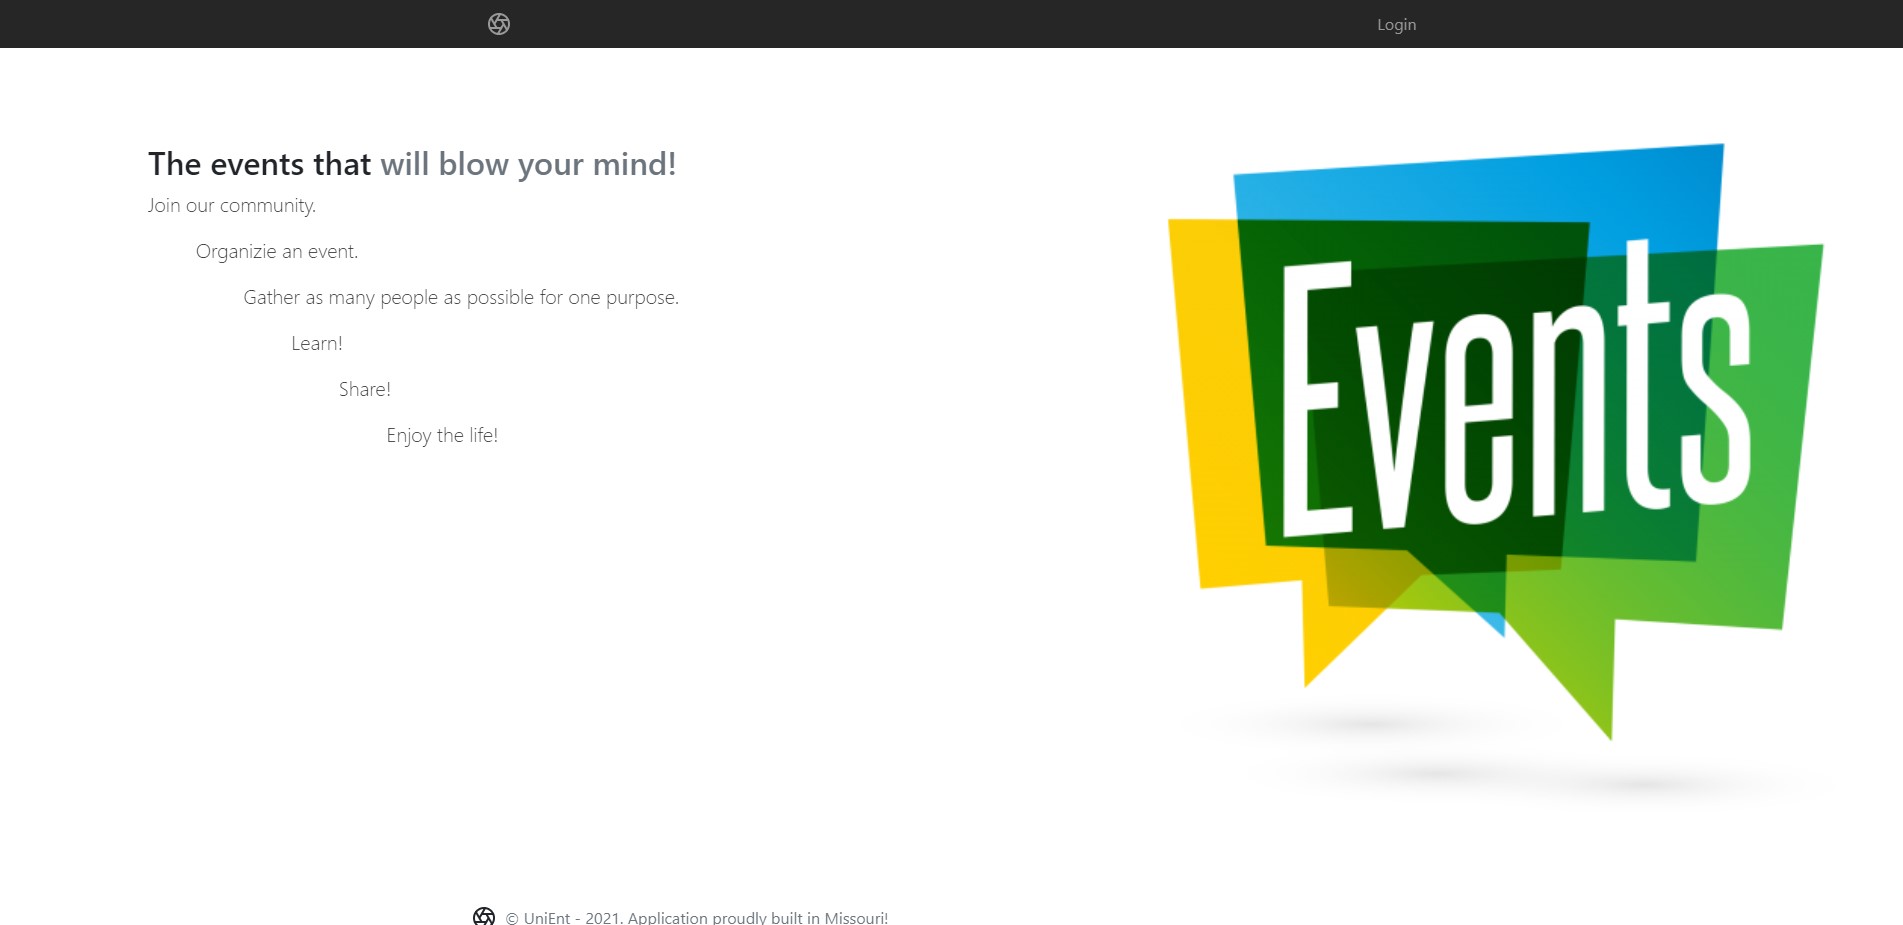 Login
The events that will blow your mind!
Join our community.
Organizie an event.
Gather as many people as possible for one purpose.
Learn!
Share!
Enjoy the life!
Events
© UniEnt - 2021. Application proudly built in Missouri!